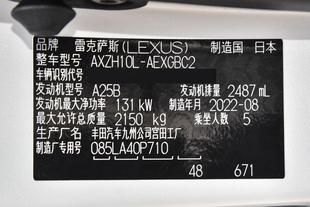 品牌 雷克萨斯(LEXUS) 制造国 日本
整车型号 AXZH10L-AEXGBC2
车辆识别代号
发动机型号 A25B 发动机排量 2487 mL
发动机最大净功率 131 kW 制造年月 2022-08
最大允许总质量 2150 kg 乘坐人数 5
生产厂名 丰田汽车九州公司宫田工厂
制造厂专用号 085LA40P710
48 671